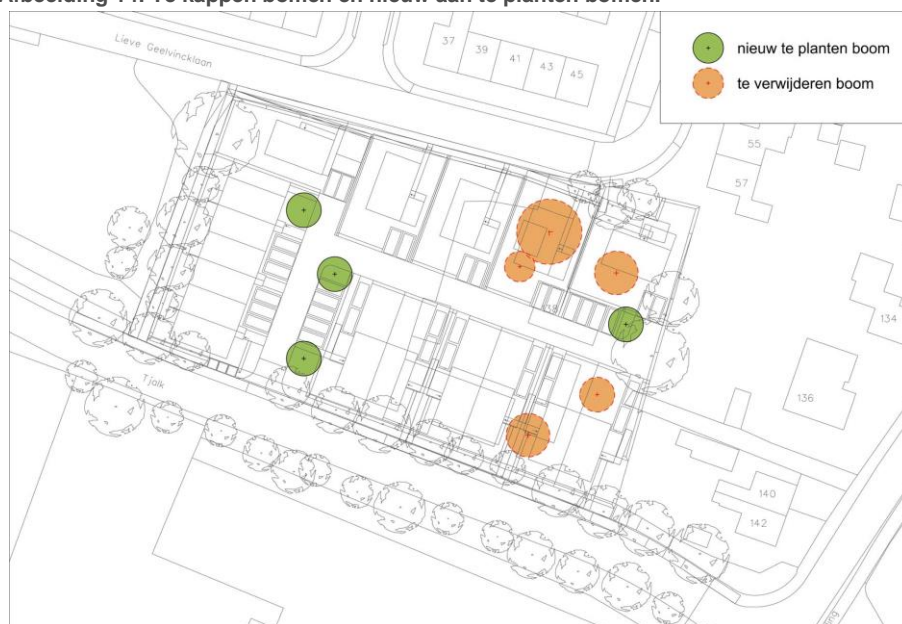 Afbeelding 14: Te kappen bomen en nieuw aan te planten bomen.
Lieve Geelvincklaan
37
39
41
43
45
nieuw te planten boom
te verwijderen boom
55
57
134
136
Tjalk
140
142